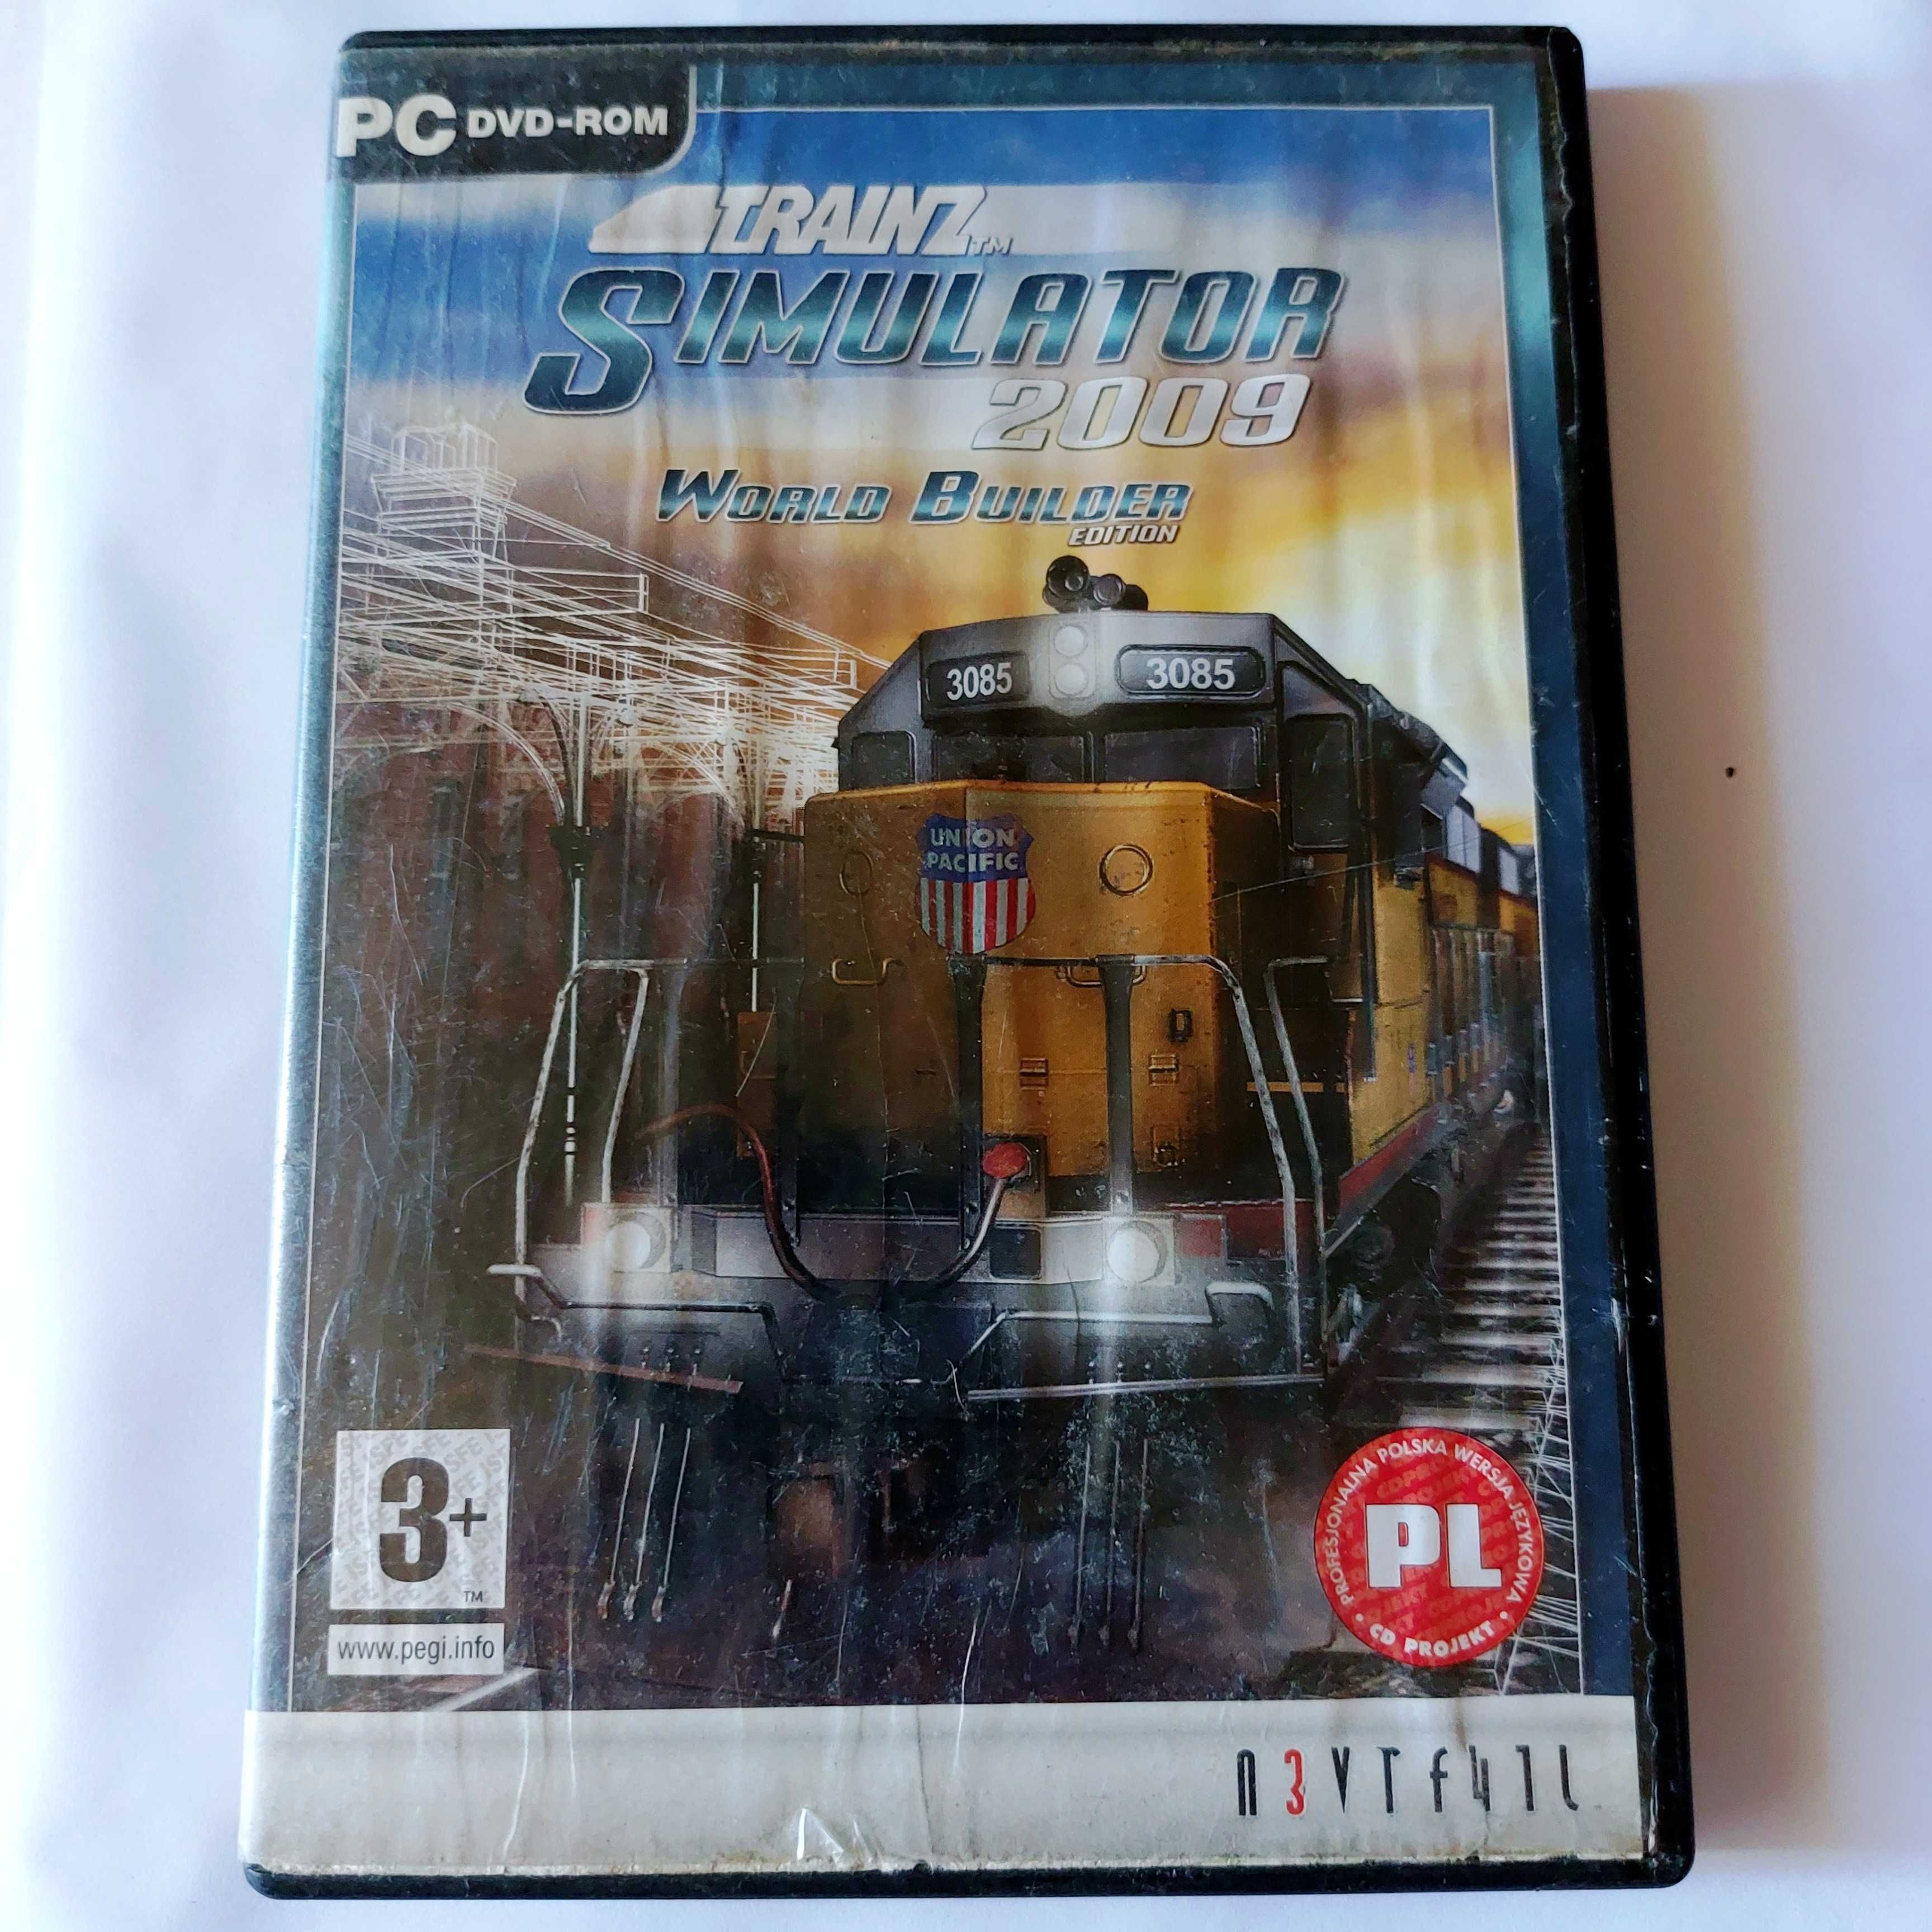 PC DVD-ROM
TRAINZ™
SIMULATOR
2009
WORLD BUILDER
EDITION
3085 3085
UNION
PACIFIC
3+
TM
www.pegi.info
PROFESJONALNA POLSKA WERSJA JĘZYKOWA
PL
• CD PROJEKT •
n3vrf41l